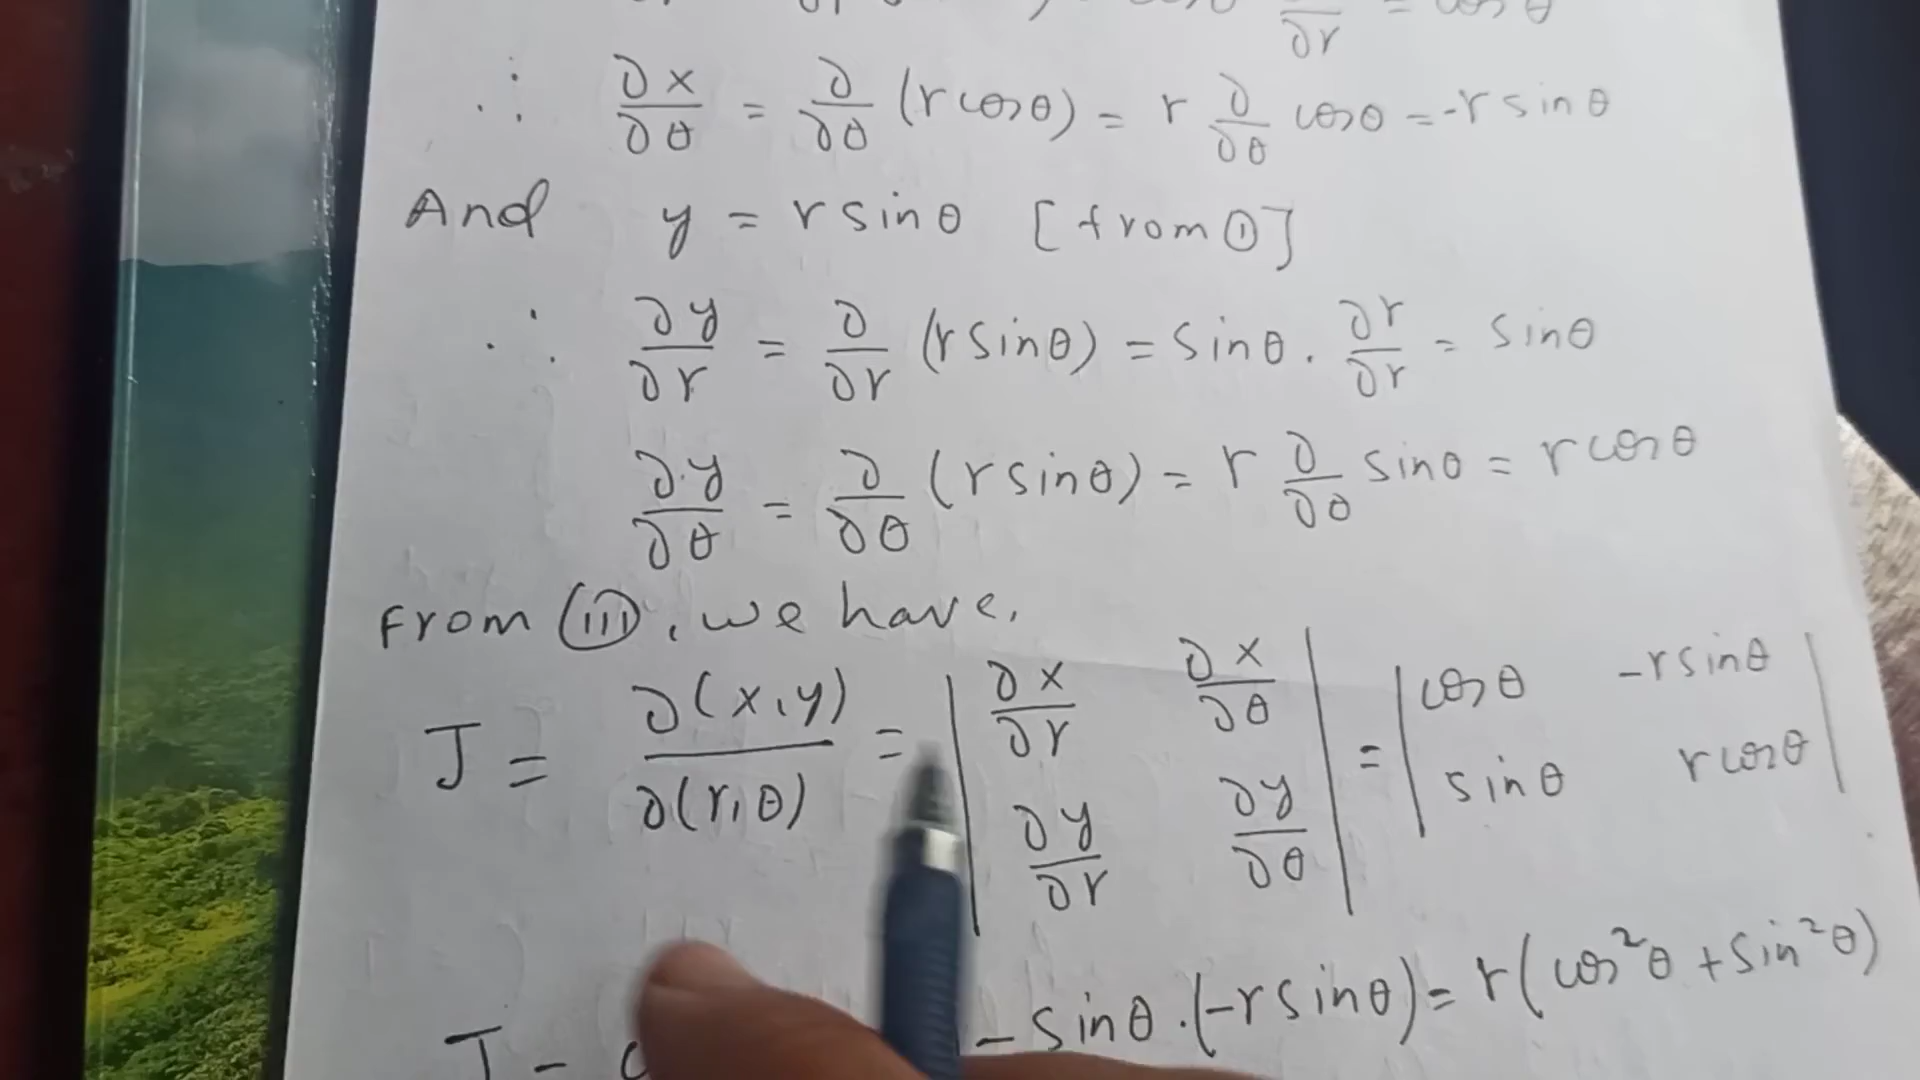 ∂r = cosθ
∴ ∂x/∂θ = ∂/∂θ (r cosθ) = r ∂/∂θ cosθ = -r sinθ
And y = r sinθ [from ①]
∴ ∂y/∂r = ∂/∂r (r sinθ) = sinθ . ∂r/∂r = sinθ
∂y/∂θ = ∂/∂θ (r sinθ) = r ∂/∂θ sinθ = r cosθ
From (III), we have,
J = ∂(x,y)/∂(r,θ) = | ∂x/∂r ∂x/∂θ ; ∂y/∂r ∂y/∂θ | = | cosθ -r sinθ ; sinθ r cosθ |
J = - sinθ . (-r sinθ) = r (cos²θ + sin²θ)